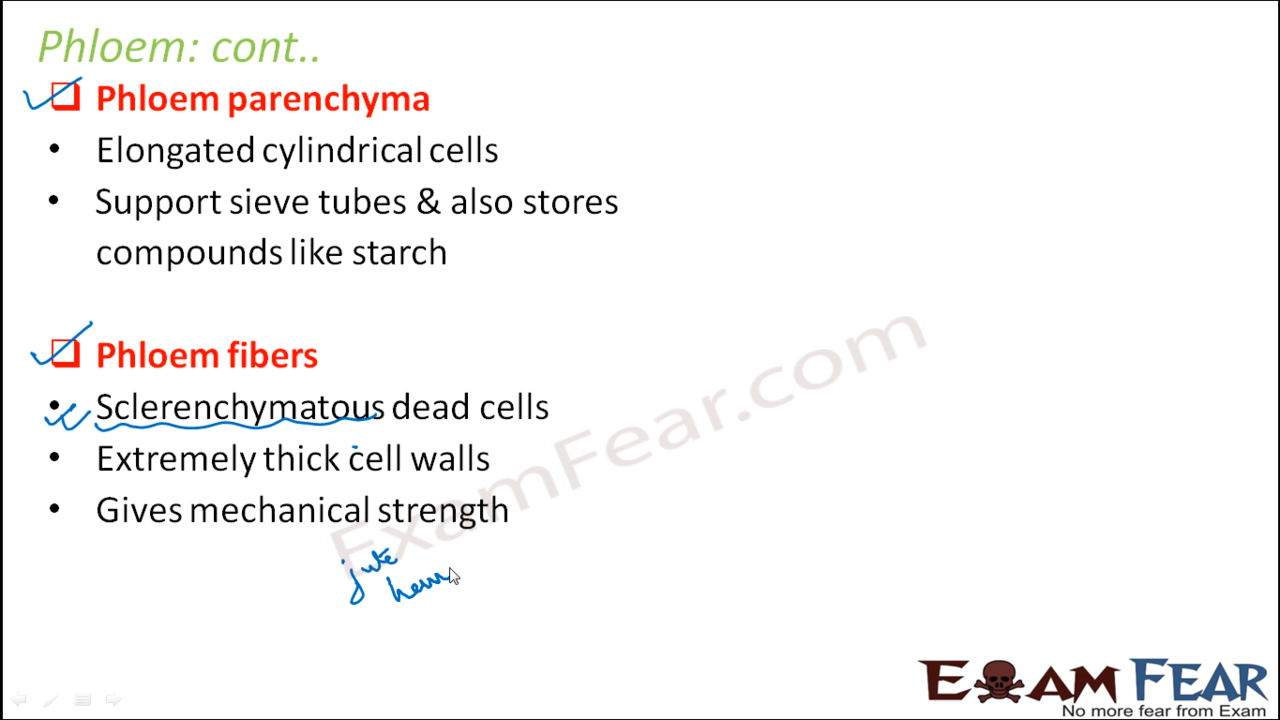 Phloem: cont..
Phloem parenchyma
• Elongated cylindrical cells
• Support sieve tubes & also stores
compounds like starch
Phloem fibers
• Sclerenchymatous dead cells
• Extremely thick cell walls
• Gives mechanical strength
jute
ExamFear.com
EXAM FEAR
No more fear from Exam